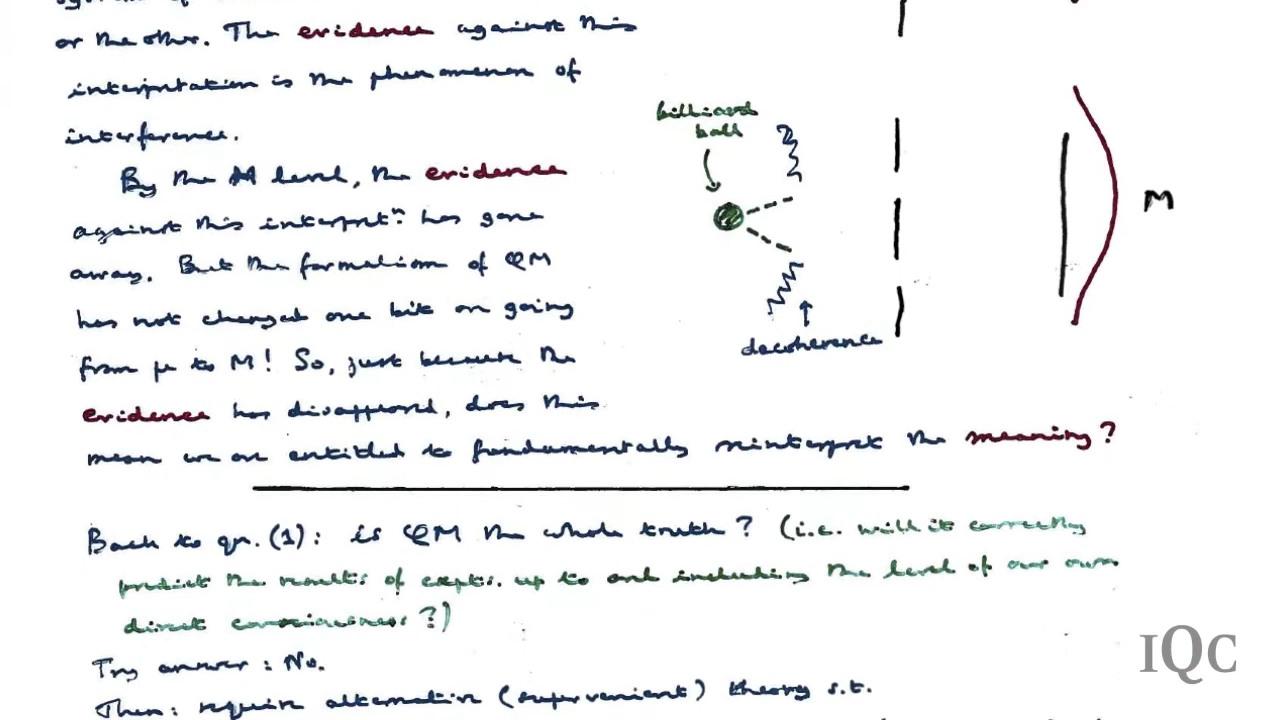 or the other. The evidence against this
interpretation is the phenomenon of
interference.
By the M level, the evidence
against this interpretn. has gone
away. But the formalism of QM
has not changed one bit on going
from μ to M! So, just because the
evidence has disappeared, does this
mean we are entitled to fundamentally reinterpret the meaning?
billiard
ball
M
decoherence
Back to qn. (1): is QM the whole truth? (i.e. will it correctly
predict the results of expts. up to and including the level of our own
direct consciousness?)
Try answer: No.
Then: require alternative (supervenient) theory s.t.
IQC